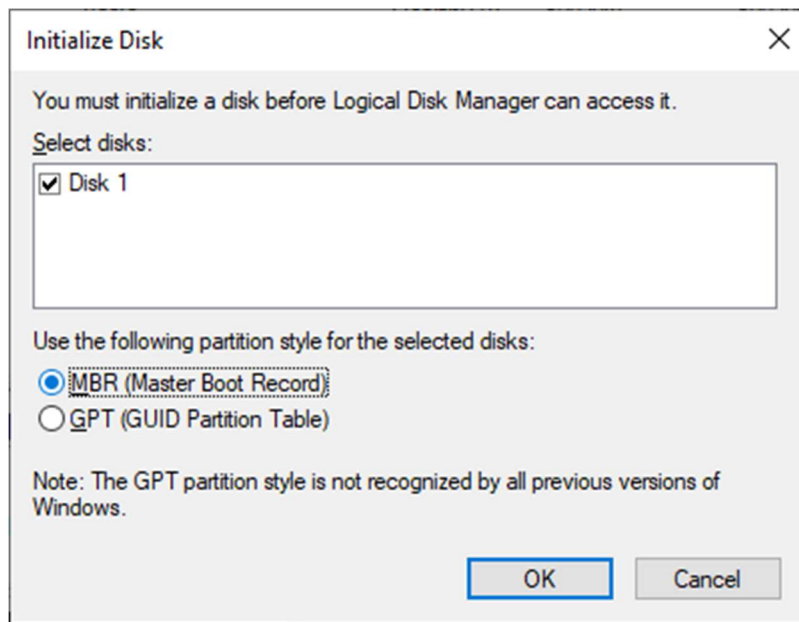 Initialize Disk
You must initialize a disk before Logical Disk Manager can access it.
Select disks:
Disk 1
Use the following partition style for the selected disks:
MBR (Master Boot Record)
GPT (GUID Partition Table)
Note: The GPT partition style is not recognized by all previous versions of
Windows.
OK Cancel